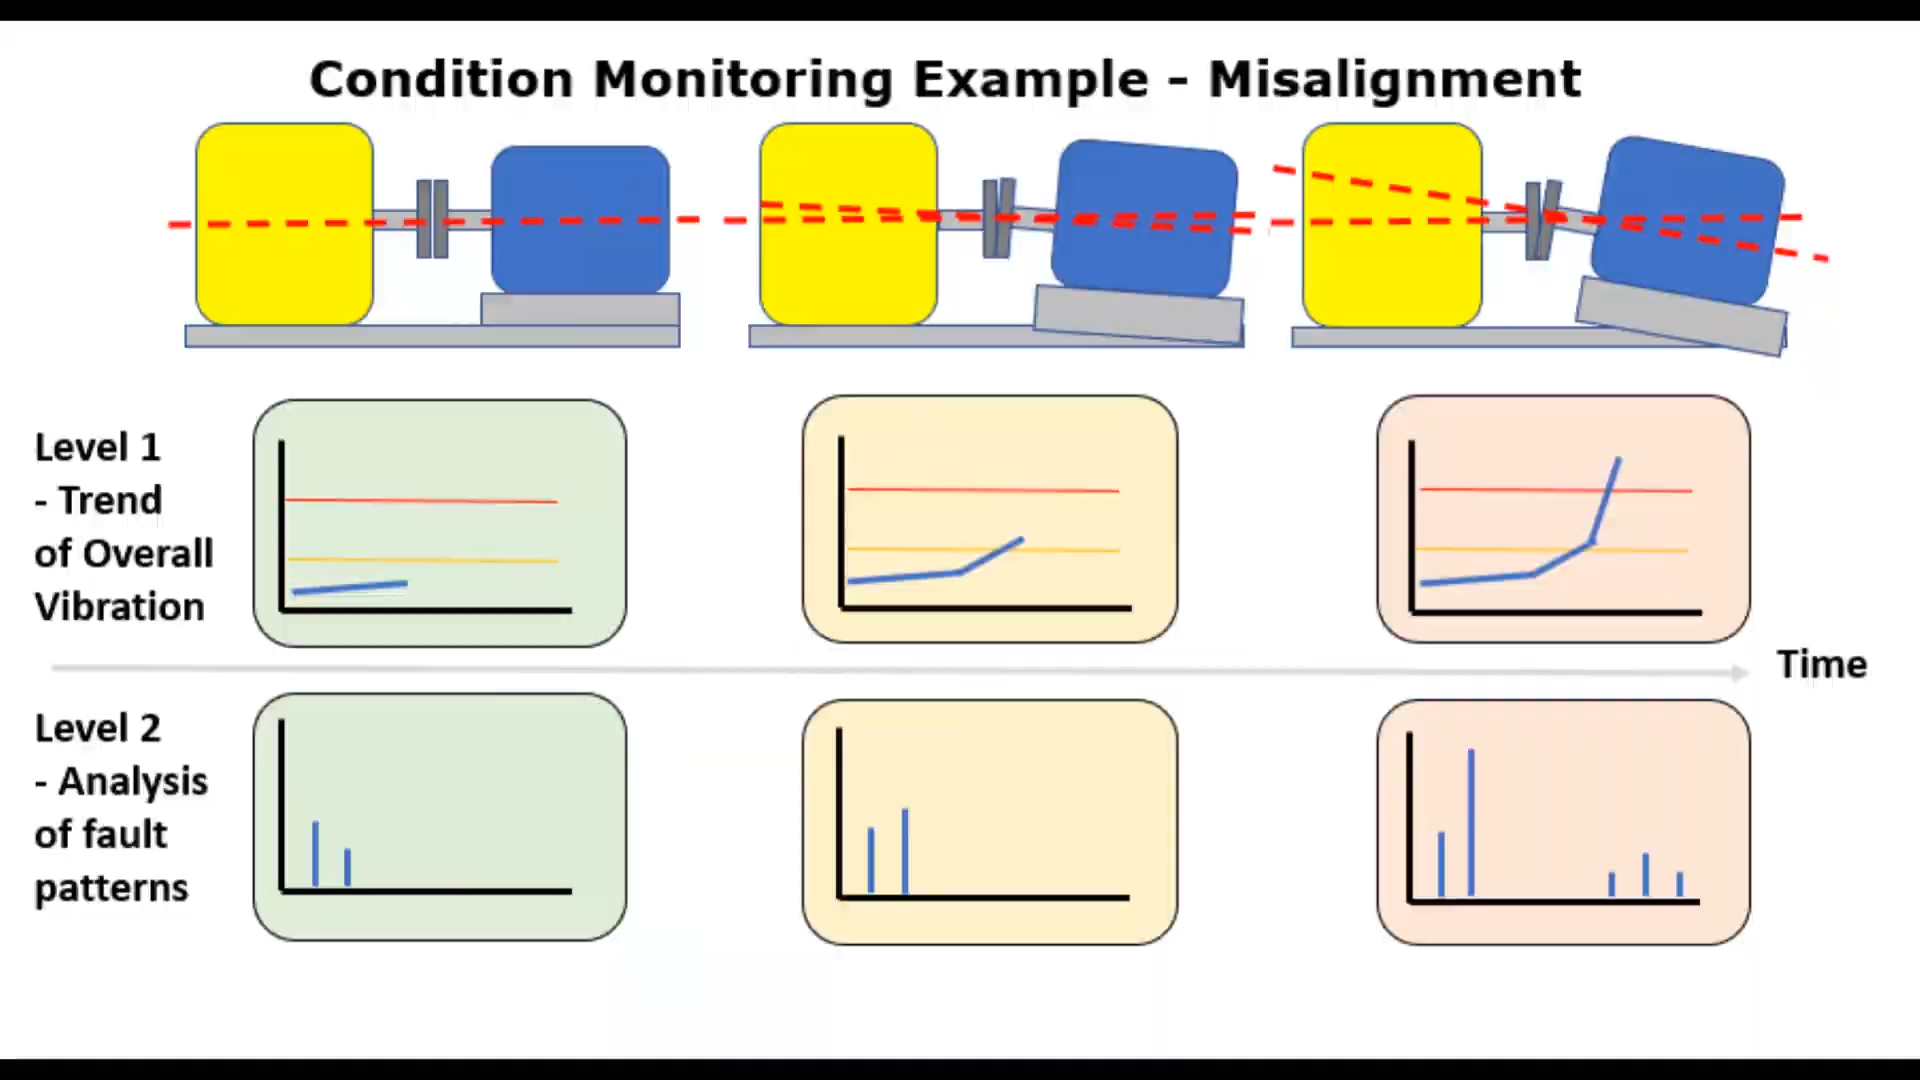 Condition Monitoring Example - Misalignment
Level 1
- Trend
of Overall
Vibration
Time
Level 2
- Analysis
of fault
patterns